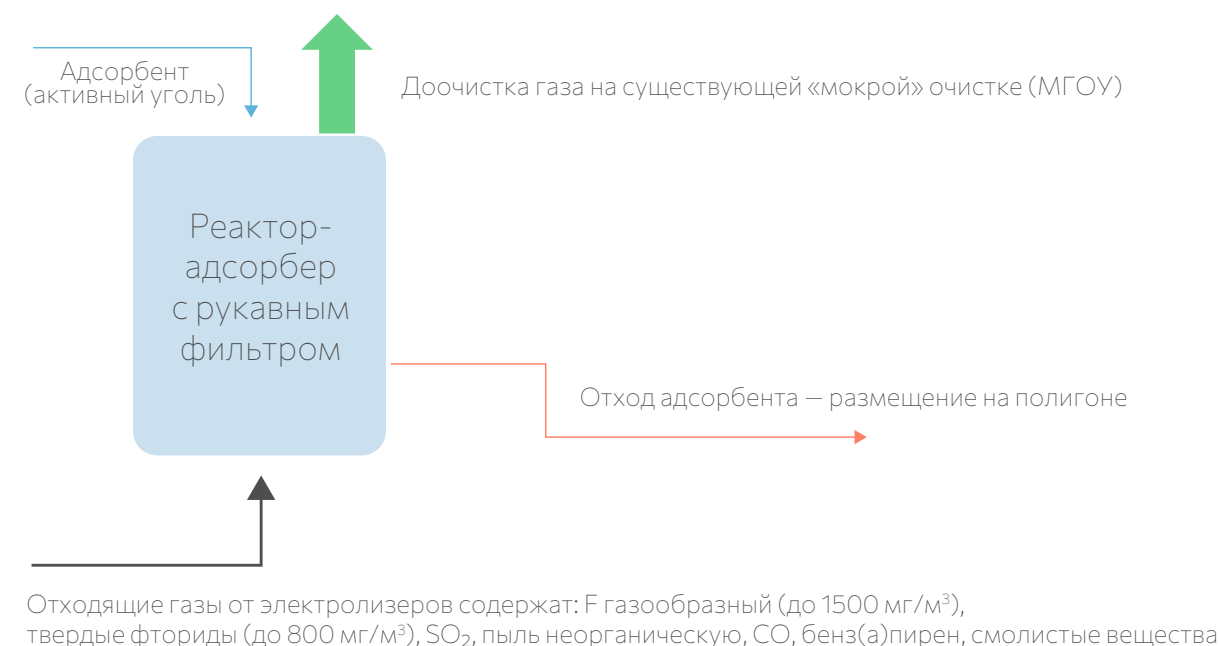 Адсорбент
(активный уголь)
Доочистка газа на существующей «мокрой» очистке (МГОУ)
Реактор-
адсорбер
с рукавным
фильтром
Отход адсорбента — размещение на полигоне
Отходящие газы от электролизеров содержат: F газообразный (до 1500 мг/м³),
твердые фториды (до 800 мг/м³), SO₂, пыль неорганическую, CO, бенз(а)пирен, смолистые вещества